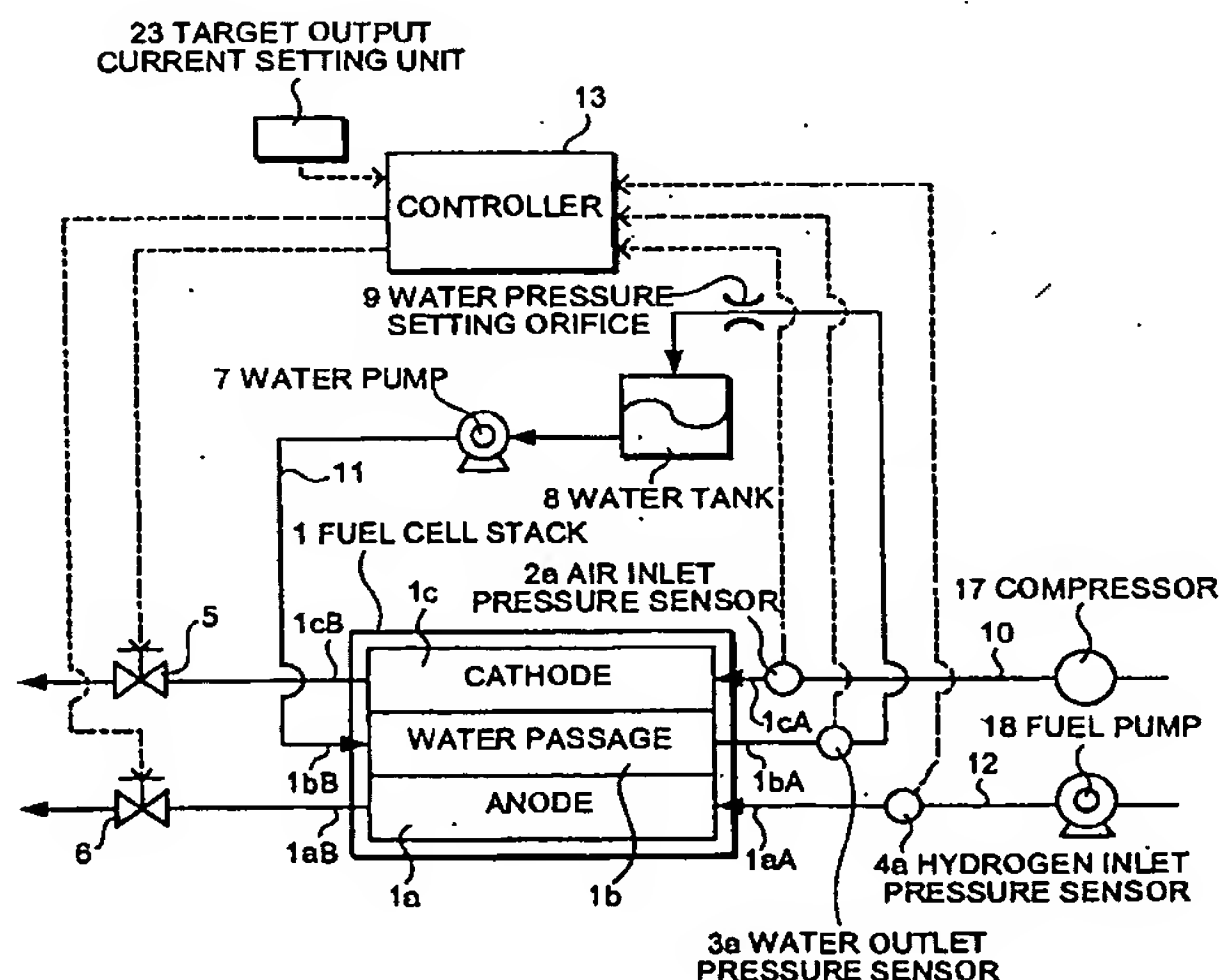 23 TARGET OUTPUT
CURRENT SETTING UNIT
13
CONTROLLER
9 WATER PRESSURE
SETTING ORIFICE
7 WATER PUMP
11
8 WATER TANK
1 FUEL CELL STACK
2a AIR INLET
PRESSURE SENSOR
17 COMPRESSOR
1c
5
1cB
10
CATHODE
1cA
18 FUEL PUMP
WATER PASSAGE
1bB
1bA
12
ANODE
6
1aB
1aA
4a HYDROGEN INLET
PRESSURE SENSOR
1a
1b
3a WATER OUTLET
PRESSURE SENSOR